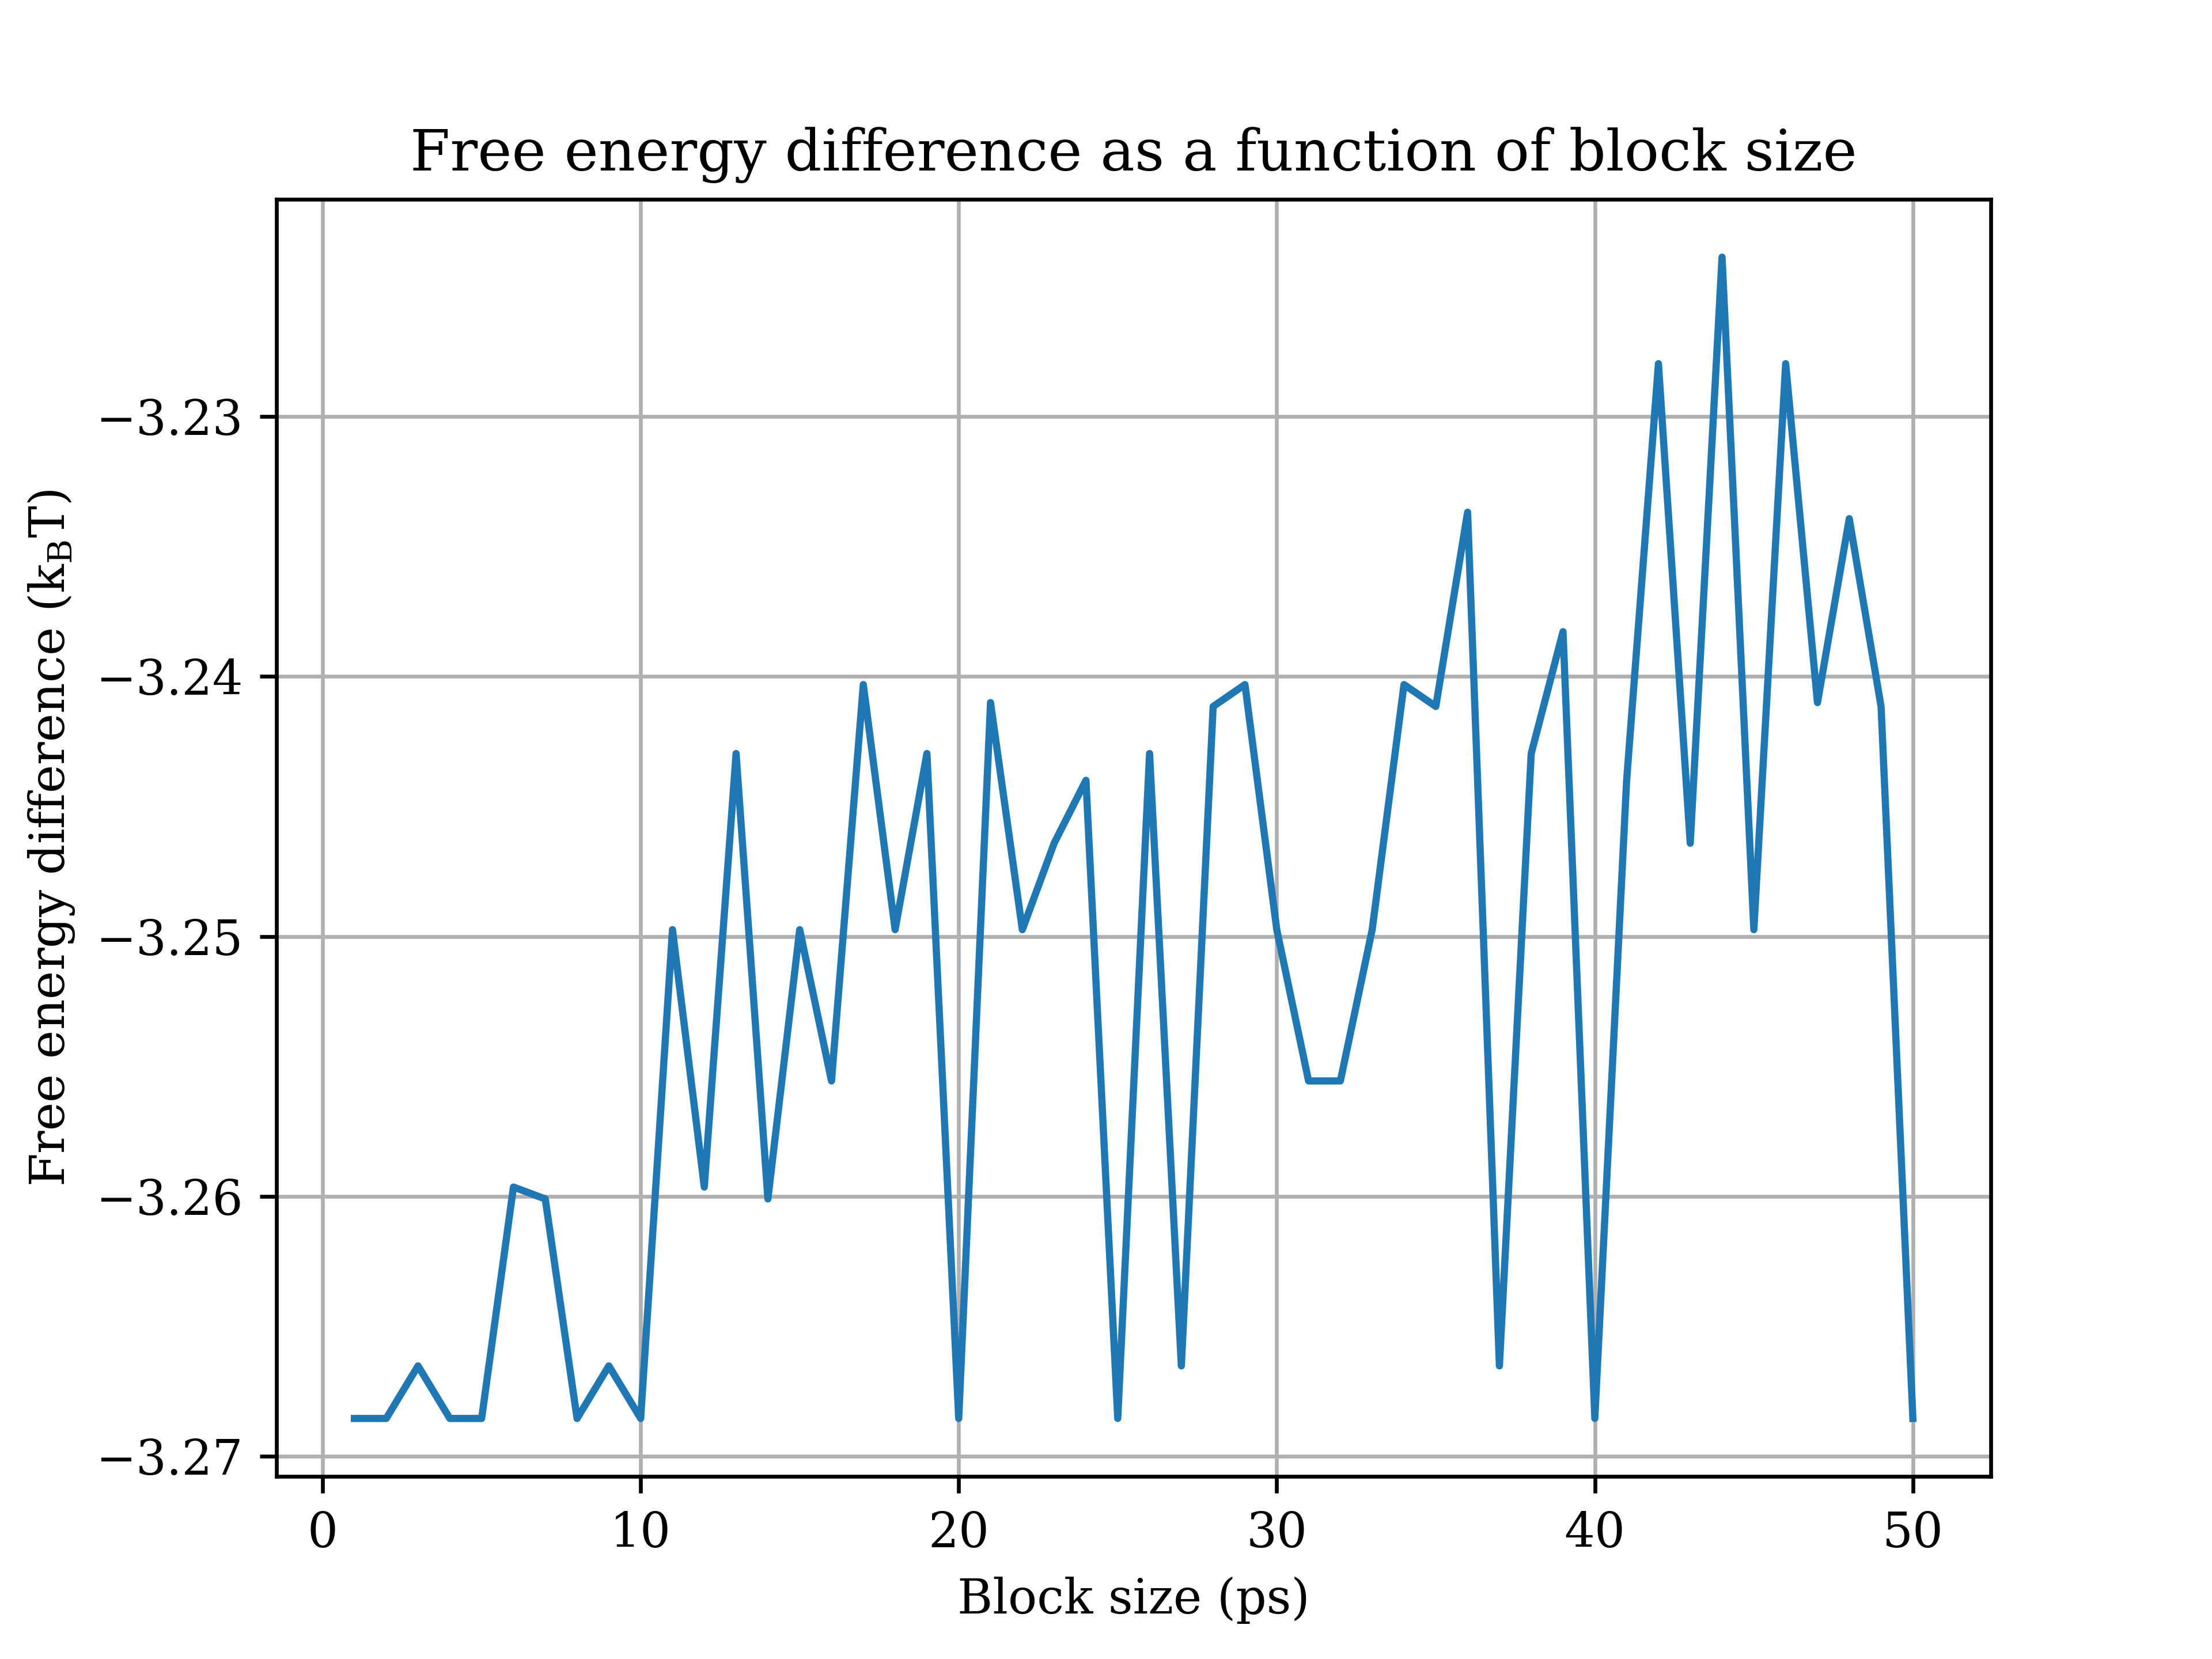 Free energy difference as a function of block size
Free energy difference (k_BT)
−3.23
−3.24
−3.25
−3.26
−3.27
0 10 20 30 40 50
Block size (ps)